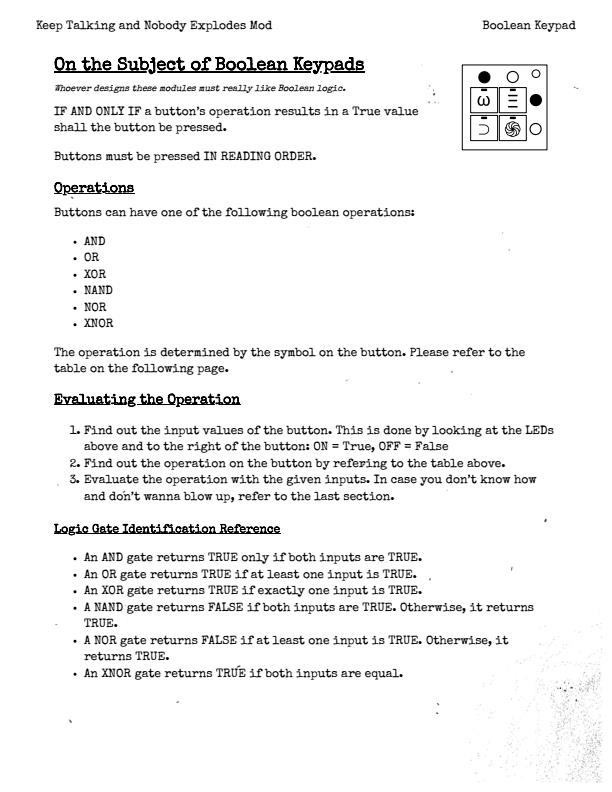 Keep Talking and Nobody Explodes Mod
Boolean Keypad
On the Subject of Boolean Keypads
Whoever designs these modules must really like Boolean logic.
IF AND ONLY IF a button's operation results in a True value
shall the button be pressed.
Buttons must be pressed IN READING ORDER.
Operations
Buttons can have one of the following boolean operations:
• AND
• OR
• XOR
• NAND
• NOR
• XNOR
The operation is determined by the symbol on the button. Please refer to the
table on the following page.
Evaluating the Operation
1. Find out the input values of the button. This is done by looking at the LEDs
above and to the right of the button: ON = True, OFF = False
2. Find out the operation on the button by refering to the table above.
3. Evaluate the operation with the given inputs. In case you don't know how
and don't wanna blow up, refer to the last section.
Logic Gate Identification Reference
• An AND gate returns TRUE only if both inputs are TRUE.
• An OR gate returns TRUE if at least one input is TRUE.
• An XOR gate returns TRUE if exactly one input is TRUE.
• A NAND gate returns FALSE if both inputs are TRUE. Otherwise, it returns
TRUE.
• A NOR gate returns FALSE if at least one input is TRUE. Otherwise, it
returns TRUE.
• An XNOR gate returns TRUE if both inputs are equal.